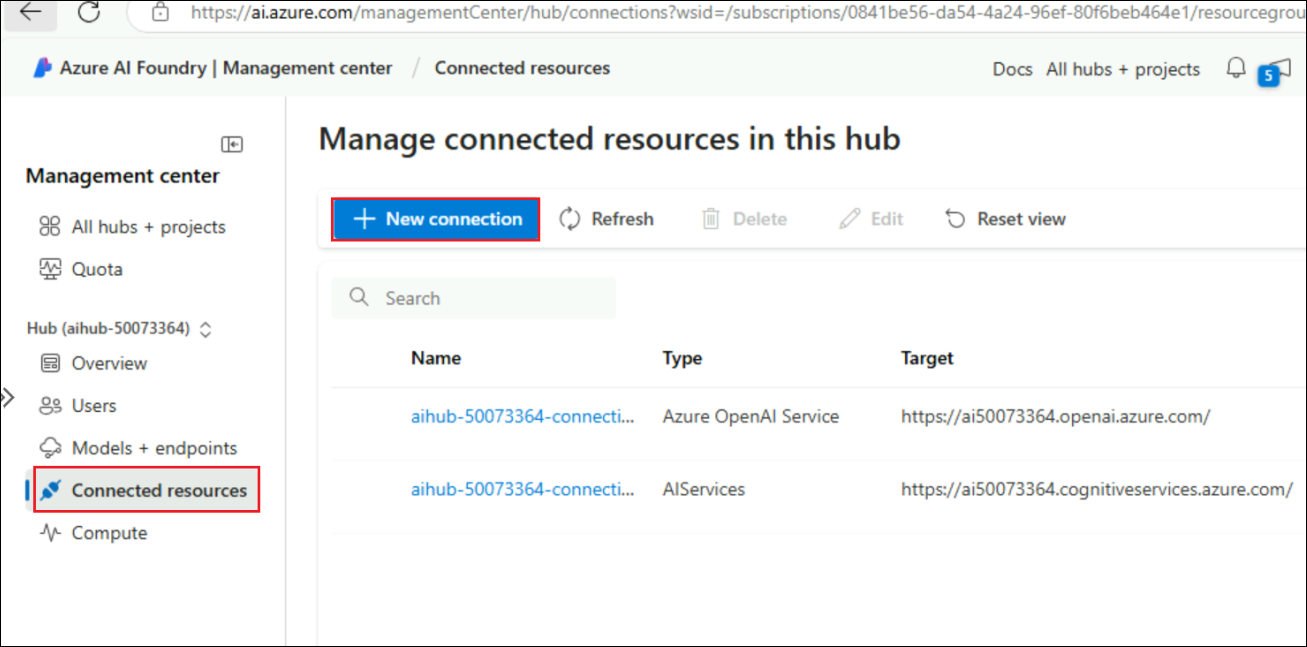 https://ai.azure.com/managementCenter/hub/connections?wsid=/subscriptions/0841be56-da54-4a24-96ef-80f6beb464e1/resourcegrou
Azure AI Foundry | Management center / Connected resources
Docs All hubs + projects 5
Manage connected resources in this hub
Management center
All hubs + projects
Quota
Hub (aihub-50073364)
Overview
Users
Models + endpoints
Connected resources
Compute
+ New connection Refresh Delete Edit Reset view
Search
Name Type Target
aihub-50073364-connecti... Azure OpenAI Service https://ai50073364.openai.azure.com/
aihub-50073364-connecti... AIServices https://ai50073364.cognitiveservices.azure.com/